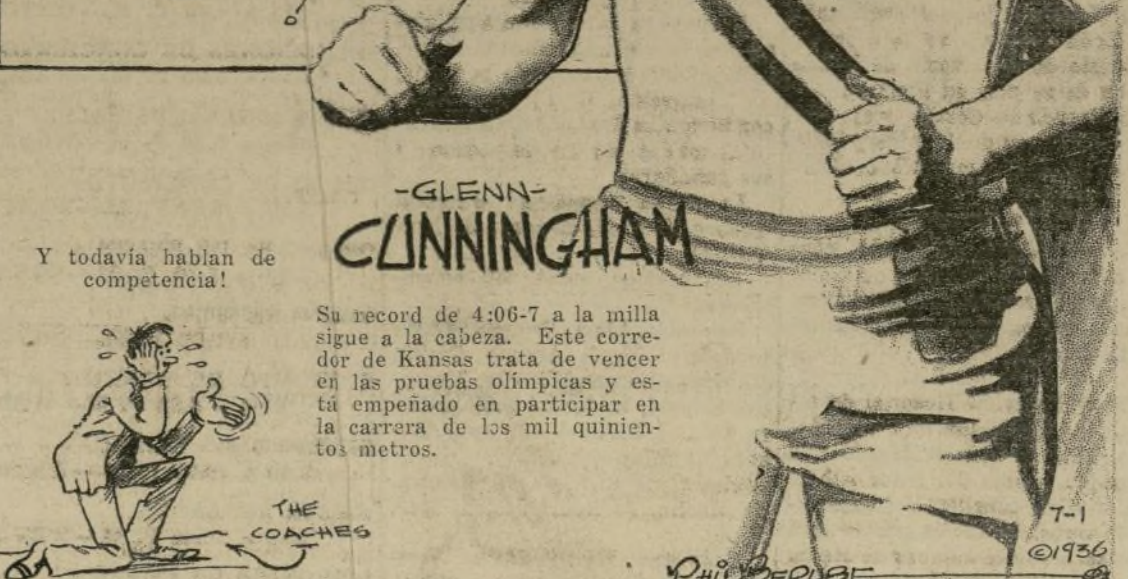 -GLENN-
CUNNINGHAM
Y todavía hablan de
competencia!
Su record de 4:06-7 a la milla
sigue a la cabeza. Este corre-
dor de Kansas trata de vencer
en las pruebas olímpicas y es-
tá empeñado en participar en
la carrera de los mil quinien-
tos metros.
THE
COACHES
7-1
©1936
PHIL BERUBE